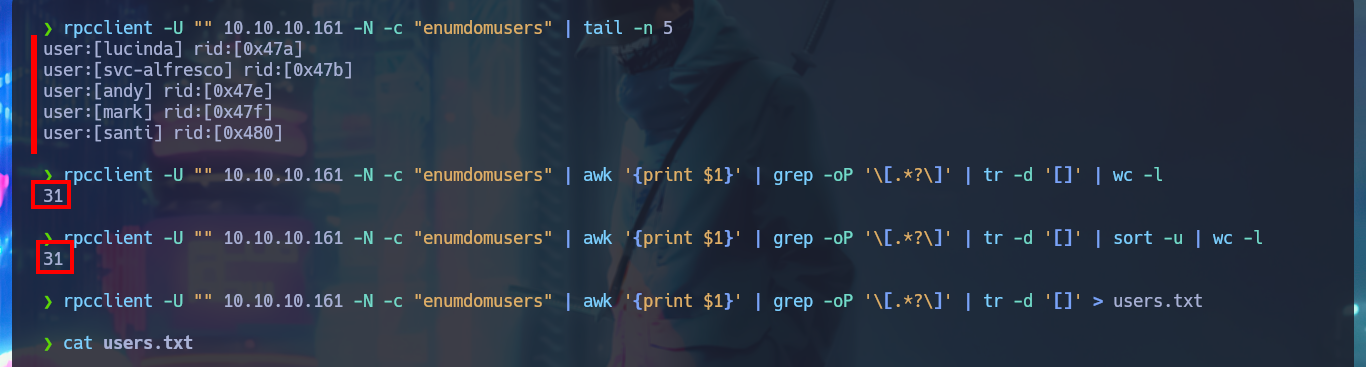 ❯ rpcclient -U "" 10.10.10.161 -N -c "enumdomusers" | tail -n 5
user:[lucinda] rid:[0x47a]
user:[svc-alfresco] rid:[0x47b]
user:[andy] rid:[0x47e]
user:[mark] rid:[0x47f]
user:[santi] rid:[0x480]
❯ rpcclient -U "" 10.10.10.161 -N -c "enumdomusers" | awk '{print $1}' | grep -oP '\[.*?\]' | tr -d '[]' | wc -l
31
❯ rpcclient -U "" 10.10.10.161 -N -c "enumdomusers" | awk '{print $1}' | grep -oP '\[.*?\]' | tr -d '[]' | sort -u | wc -l
31
❯ rpcclient -U "" 10.10.10.161 -N -c "enumdomusers" | awk '{print $1}' | grep -oP '\[.*?\]' | tr -d '[]' > users.txt
❯ cat users.txt